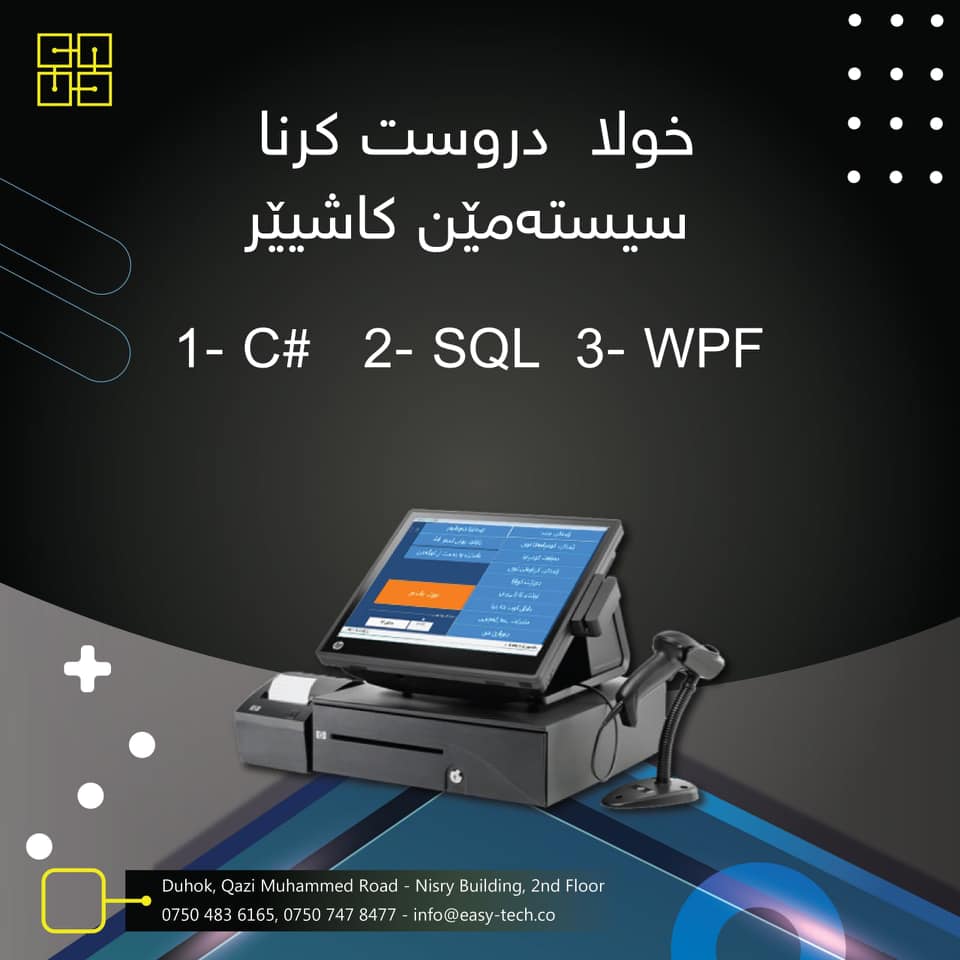 خولا دروست کرنا
سیستەمێن کاشییێر
1- C# 2- SQL 3- WPF
Duhok, Qazi Muhammed Road - Nisry Building, 2nd Floor
0750 483 6165, 0750 747 8477 - info@easy-tech.co